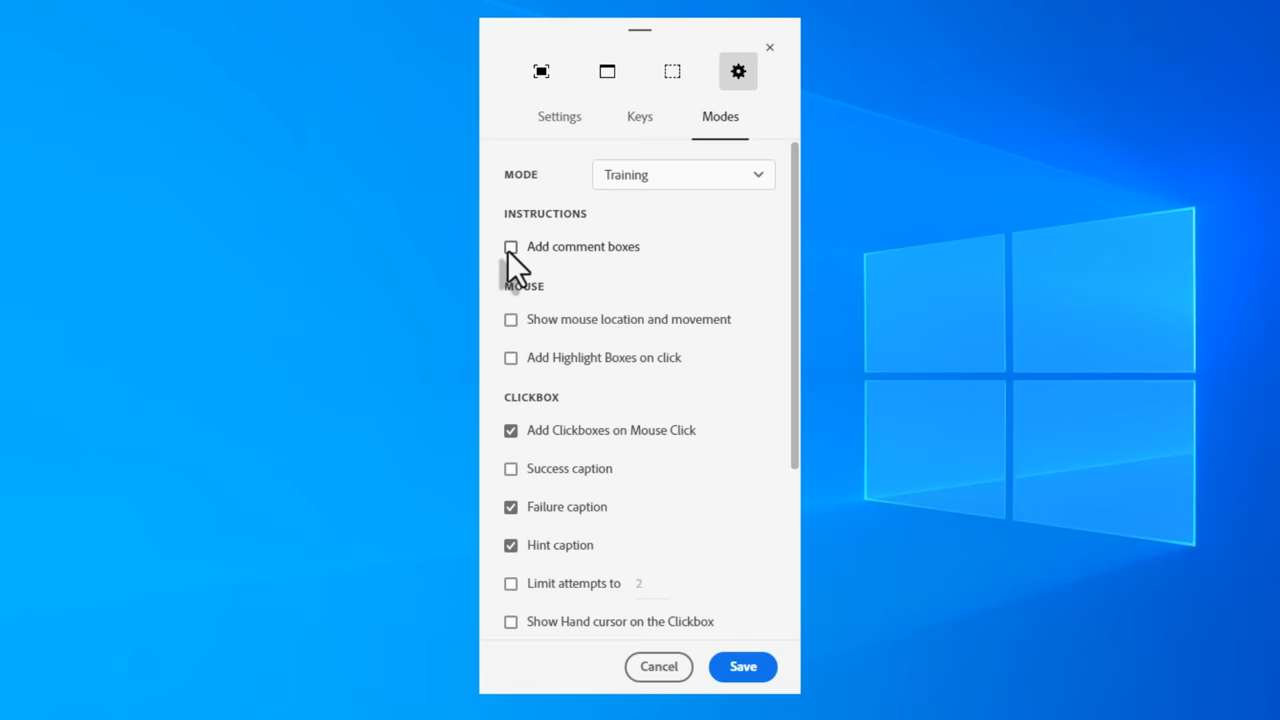 Settings Keys Modes
MODE Training
INSTRUCTIONS
Add comment boxes
MOUSE
Show mouse location and movement
Add Highlight Boxes on click
CLICKBOX
Add Clickboxes on Mouse Click
Success caption
Failure caption
Hint caption
Limit attempts to 2
Show Hand cursor on the Clickbox
Cancel Save